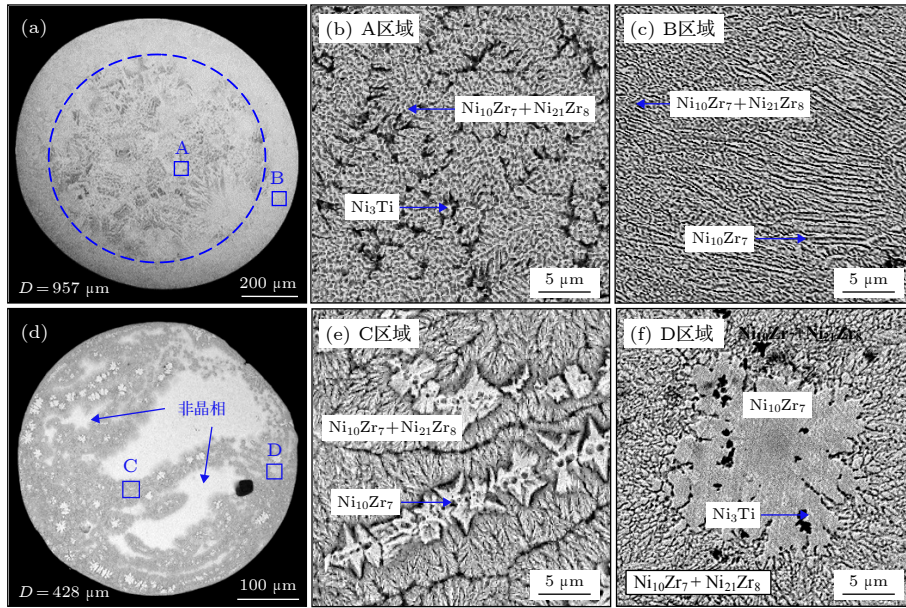 (a)
A
B
D = 957 μm
200 μm
(b) A区域
Ni₁₀Zr₇+Ni₂₁Zr₈
Ni₃Ti
5 μm
(c) B区域
Ni₁₀Zr₇+Ni₂₁Zr₈
Ni₁₀Zr₇
5 μm
(d)
非晶相
C
D
D = 428 μm
100 μm
(e) C区域
Ni₁₀Zr₇+Ni₂₁Zr₈
Ni₁₀Zr₇
5 μm
(f) D区域
Ni₁₀Zr₇
Ni₃Ti
Ni₁₀Zr₇+Ni₂₁Zr₈
5 μm